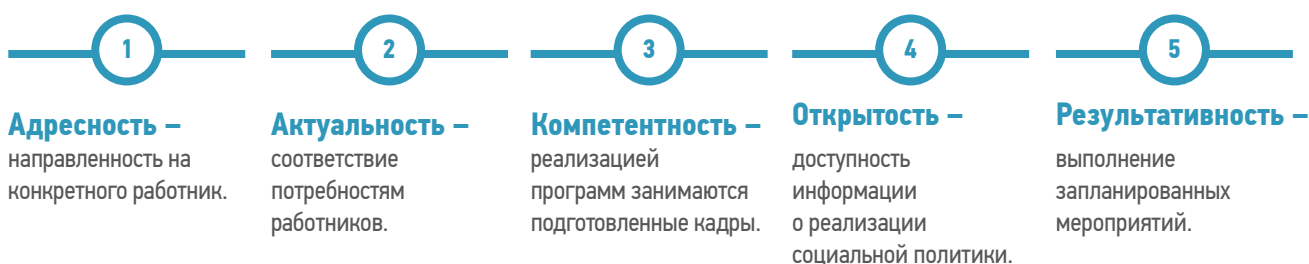 1
Адресность –
направленность на
конкретного работник.
2
Актуальность –
соответствие
потребностям
работников.
3
Компетентность –
реализацией
программ занимаются
подготовленные кадры.
4
Открытость –
доступность
информации
о реализации
социальной политики.
5
Результативность –
выполнение
запланированных
мероприятий.